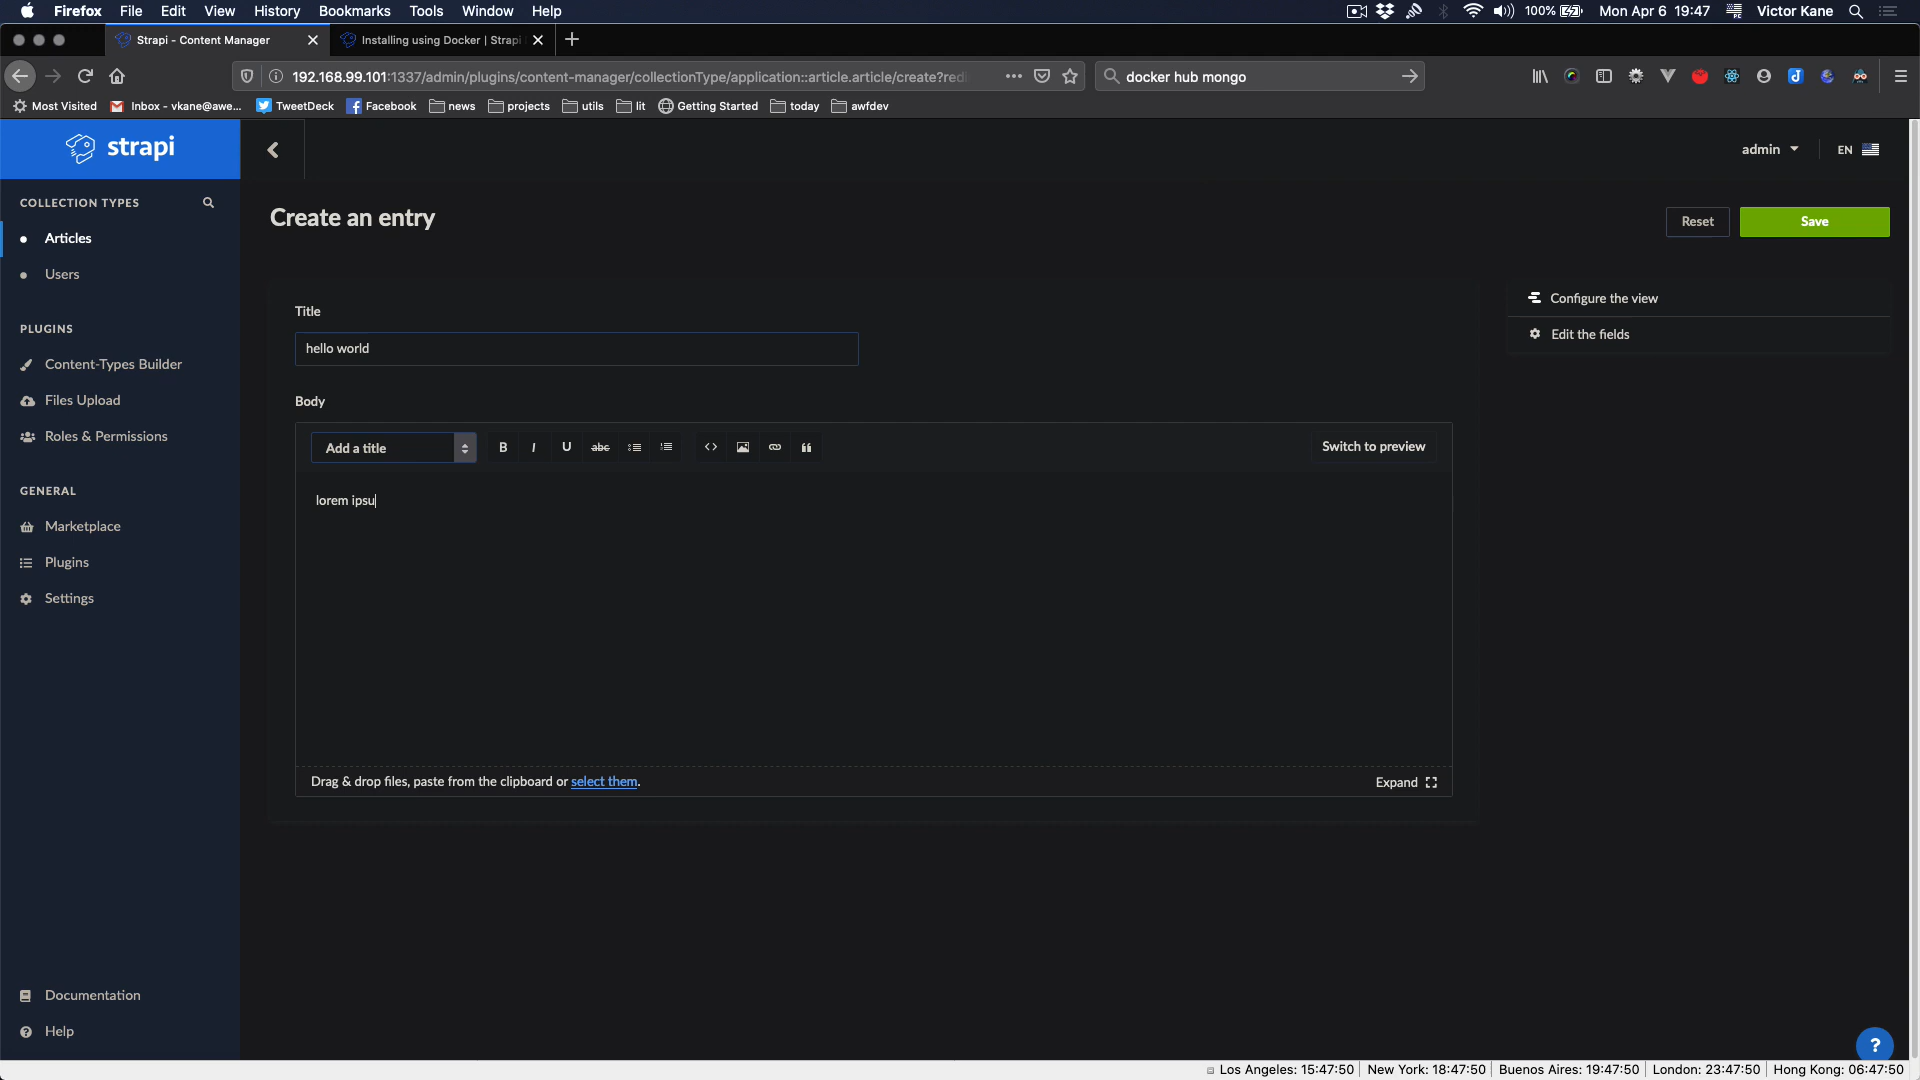 Firefox File Edit View History Bookmarks Tools Window Help 100% Mon Apr 6 19:47 Victor Kane
Strapi - Content Manager Installing using Docker | Strapi
192.168.99.101:1337/admin/plugins/content-manager/collectionType/application::article.article/create?redi docker hub mongo
Most Visited Inbox - vkane@awe... TweetDeck Facebook news projects utils lit Getting Started today awfdev
strapi
admin EN
COLLECTION TYPES
Articles
Users
PLUGINS
Content-Types Builder
Files Upload
Roles & Permissions
GENERAL
Marketplace
Plugins
Settings
Documentation
Help
Create an entry
Reset Save
Title
hello world
Body
Add a title B I U abc Switch to preview
lorem ipsu
Drag & drop files, paste from the clipboard or select them. Expand
Configure the view
Edit the fields
?
Los Angeles: 15:47:50 New York: 18:47:50 Buenos Aires: 19:47:50 London: 23:47:50 Hong Kong: 06:47:50